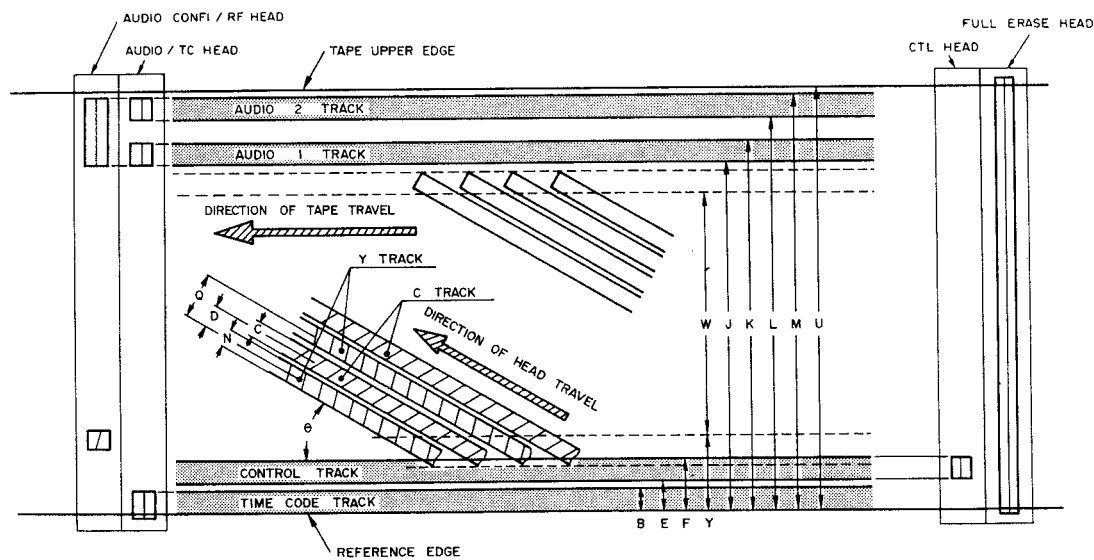 AUDIO CONFI / RF HEAD
FULL ERASE HEAD
AUDIO / TC HEAD
TAPE UPPER EDGE
CTL HEAD
AUDIO 2 TRACK
AUDIO 1 TRACK
DIRECTION OF TAPE TRAVEL
Y TRACK
C TRACK
DIRECTION OF HEAD TRAVEL
Q
D
C
N
W J K L M U
θ
CONTROL TRACK
TIME CODE TRACK
B E F Y
REFERENCE EDGE